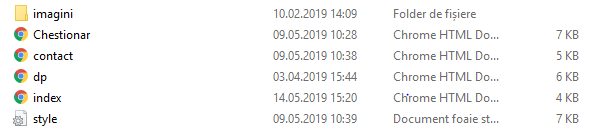 imagini 10.02.2019 14:09 Folder de fișiere
Chestionar 09.05.2019 10:28 Chrome HTML Do... 7 KB
contact 09.05.2019 10:38 Chrome HTML Do... 5 KB
dp 03.04.2019 15:44 Chrome HTML Do... 6 KB
index 14.05.2019 15:20 Chrome HTML Do... 4 KB
style 09.05.2019 10:39 Document foaie st... 7 KB